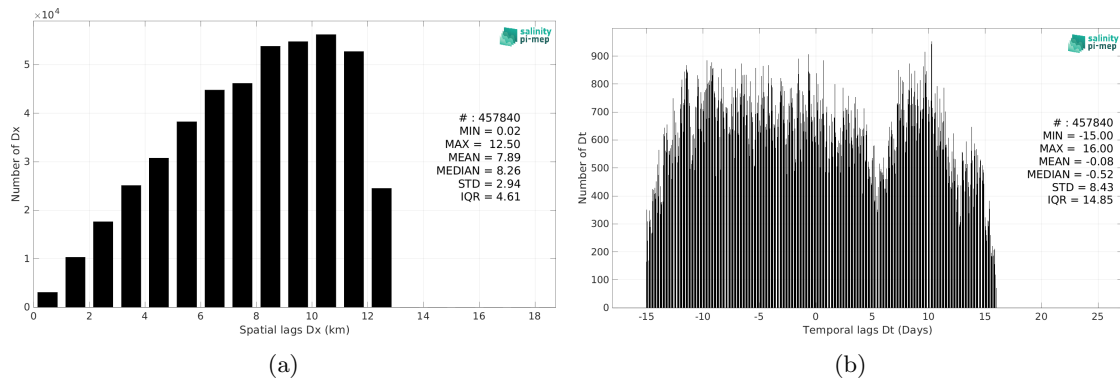 ×10⁴
5
4
3
2
1
0
Number of Dx
0 2 4 6 8 10 12 14 16 18
Spatial lags Dx (km)
salinity
pi-mep
# : 457840
MIN = 0.02
MAX = 12.50
MEAN = 7.89
MEDIAN = 8.26
STD = 2.94
IQR = 4.61
(a)
900
800
700
600
500
400
300
200
100
0
Number of Dt
-15 -10 -5 0 5 10 15 20 25
Temporal lags Dt (Days)
salinity
pi-mep
# : 457840
MIN = -15.00
MAX = 16.00
MEAN = -0.08
MEDIAN = -0.52
STD = 8.43
IQR = 14.85
(b)